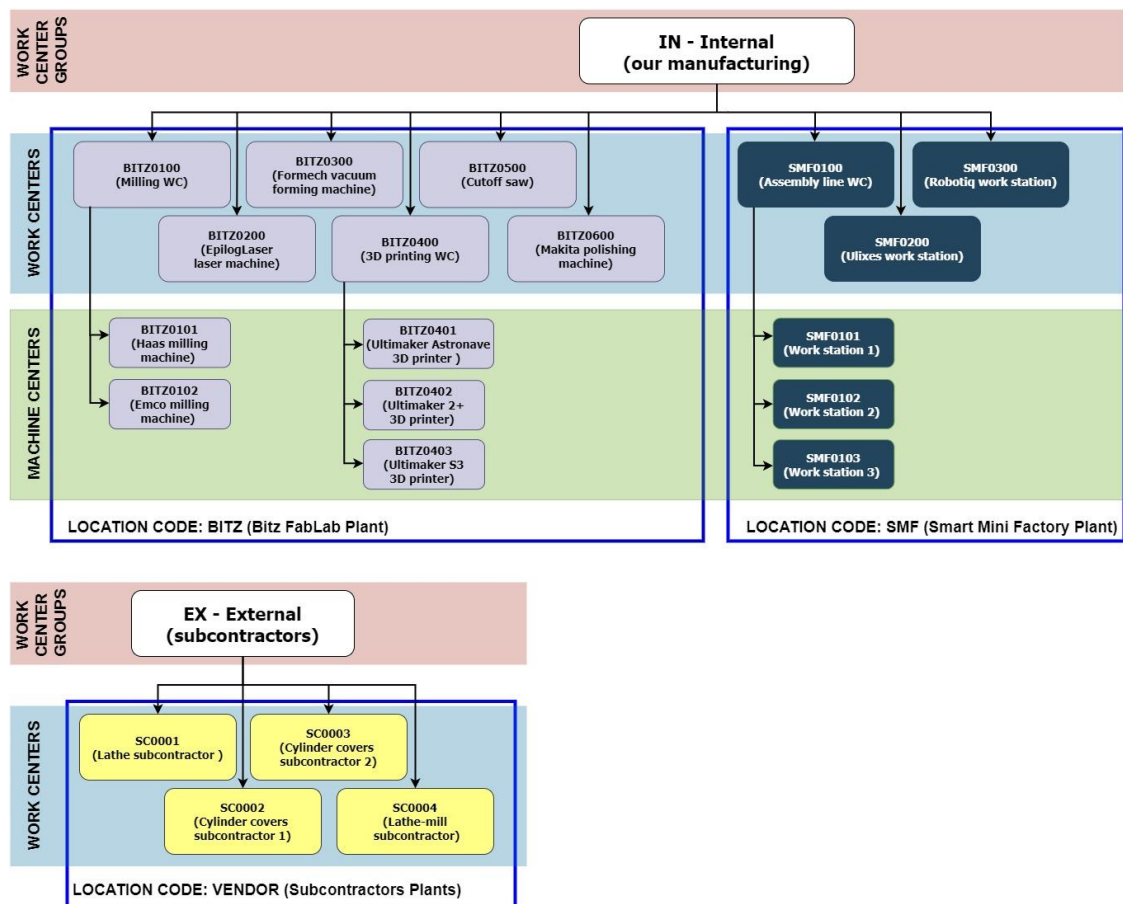 WORK
CENTER
GROUPS
IN - Internal
(our manufacturing)
WORK CENTERS
BITZ0100
(Milling WC)
BITZ0300
(Formech vacuum
forming machine)
BITZ0500
(Cutoff saw)
SMF0100
(Assembly line WC)
SMF0300
(Robotiq work station)
BITZ0200
(EpilogLaser
laser machine)
BITZ0400
(3D printing WC)
BITZ0600
(Makita polishing
machine)
SMF0200
(Ulixes work station)
MACHINE CENTERS
BITZ0101
(Haas milling
machine)
BITZ0102
(Emco milling
machine)
BITZ0401
(Ultimaker Astronave
3D printer )
BITZ0402
(Ultimaker 2+
3D printer)
BITZ0403
(Ultimaker S3
3D printer)
SMF0101
(Work station 1)
SMF0102
(Work station 2)
SMF0103
(Work station 3)
LOCATION CODE: BITZ (Bitz FabLab Plant)
LOCATION CODE: SMF (Smart Mini Factory Plant)
WORK
CENTER
GROUPS
EX - External
(subcontractors)
WORK CENTERS
SC0001
(Lathe subcontractor )
SC0003
(Cylinder covers
subcontractor 2)
SC0002
(Cylinder covers
subcontractor 1)
SC0004
(Lathe-mill
subcontractor)
LOCATION CODE: VENDOR (Subcontractors Plants)